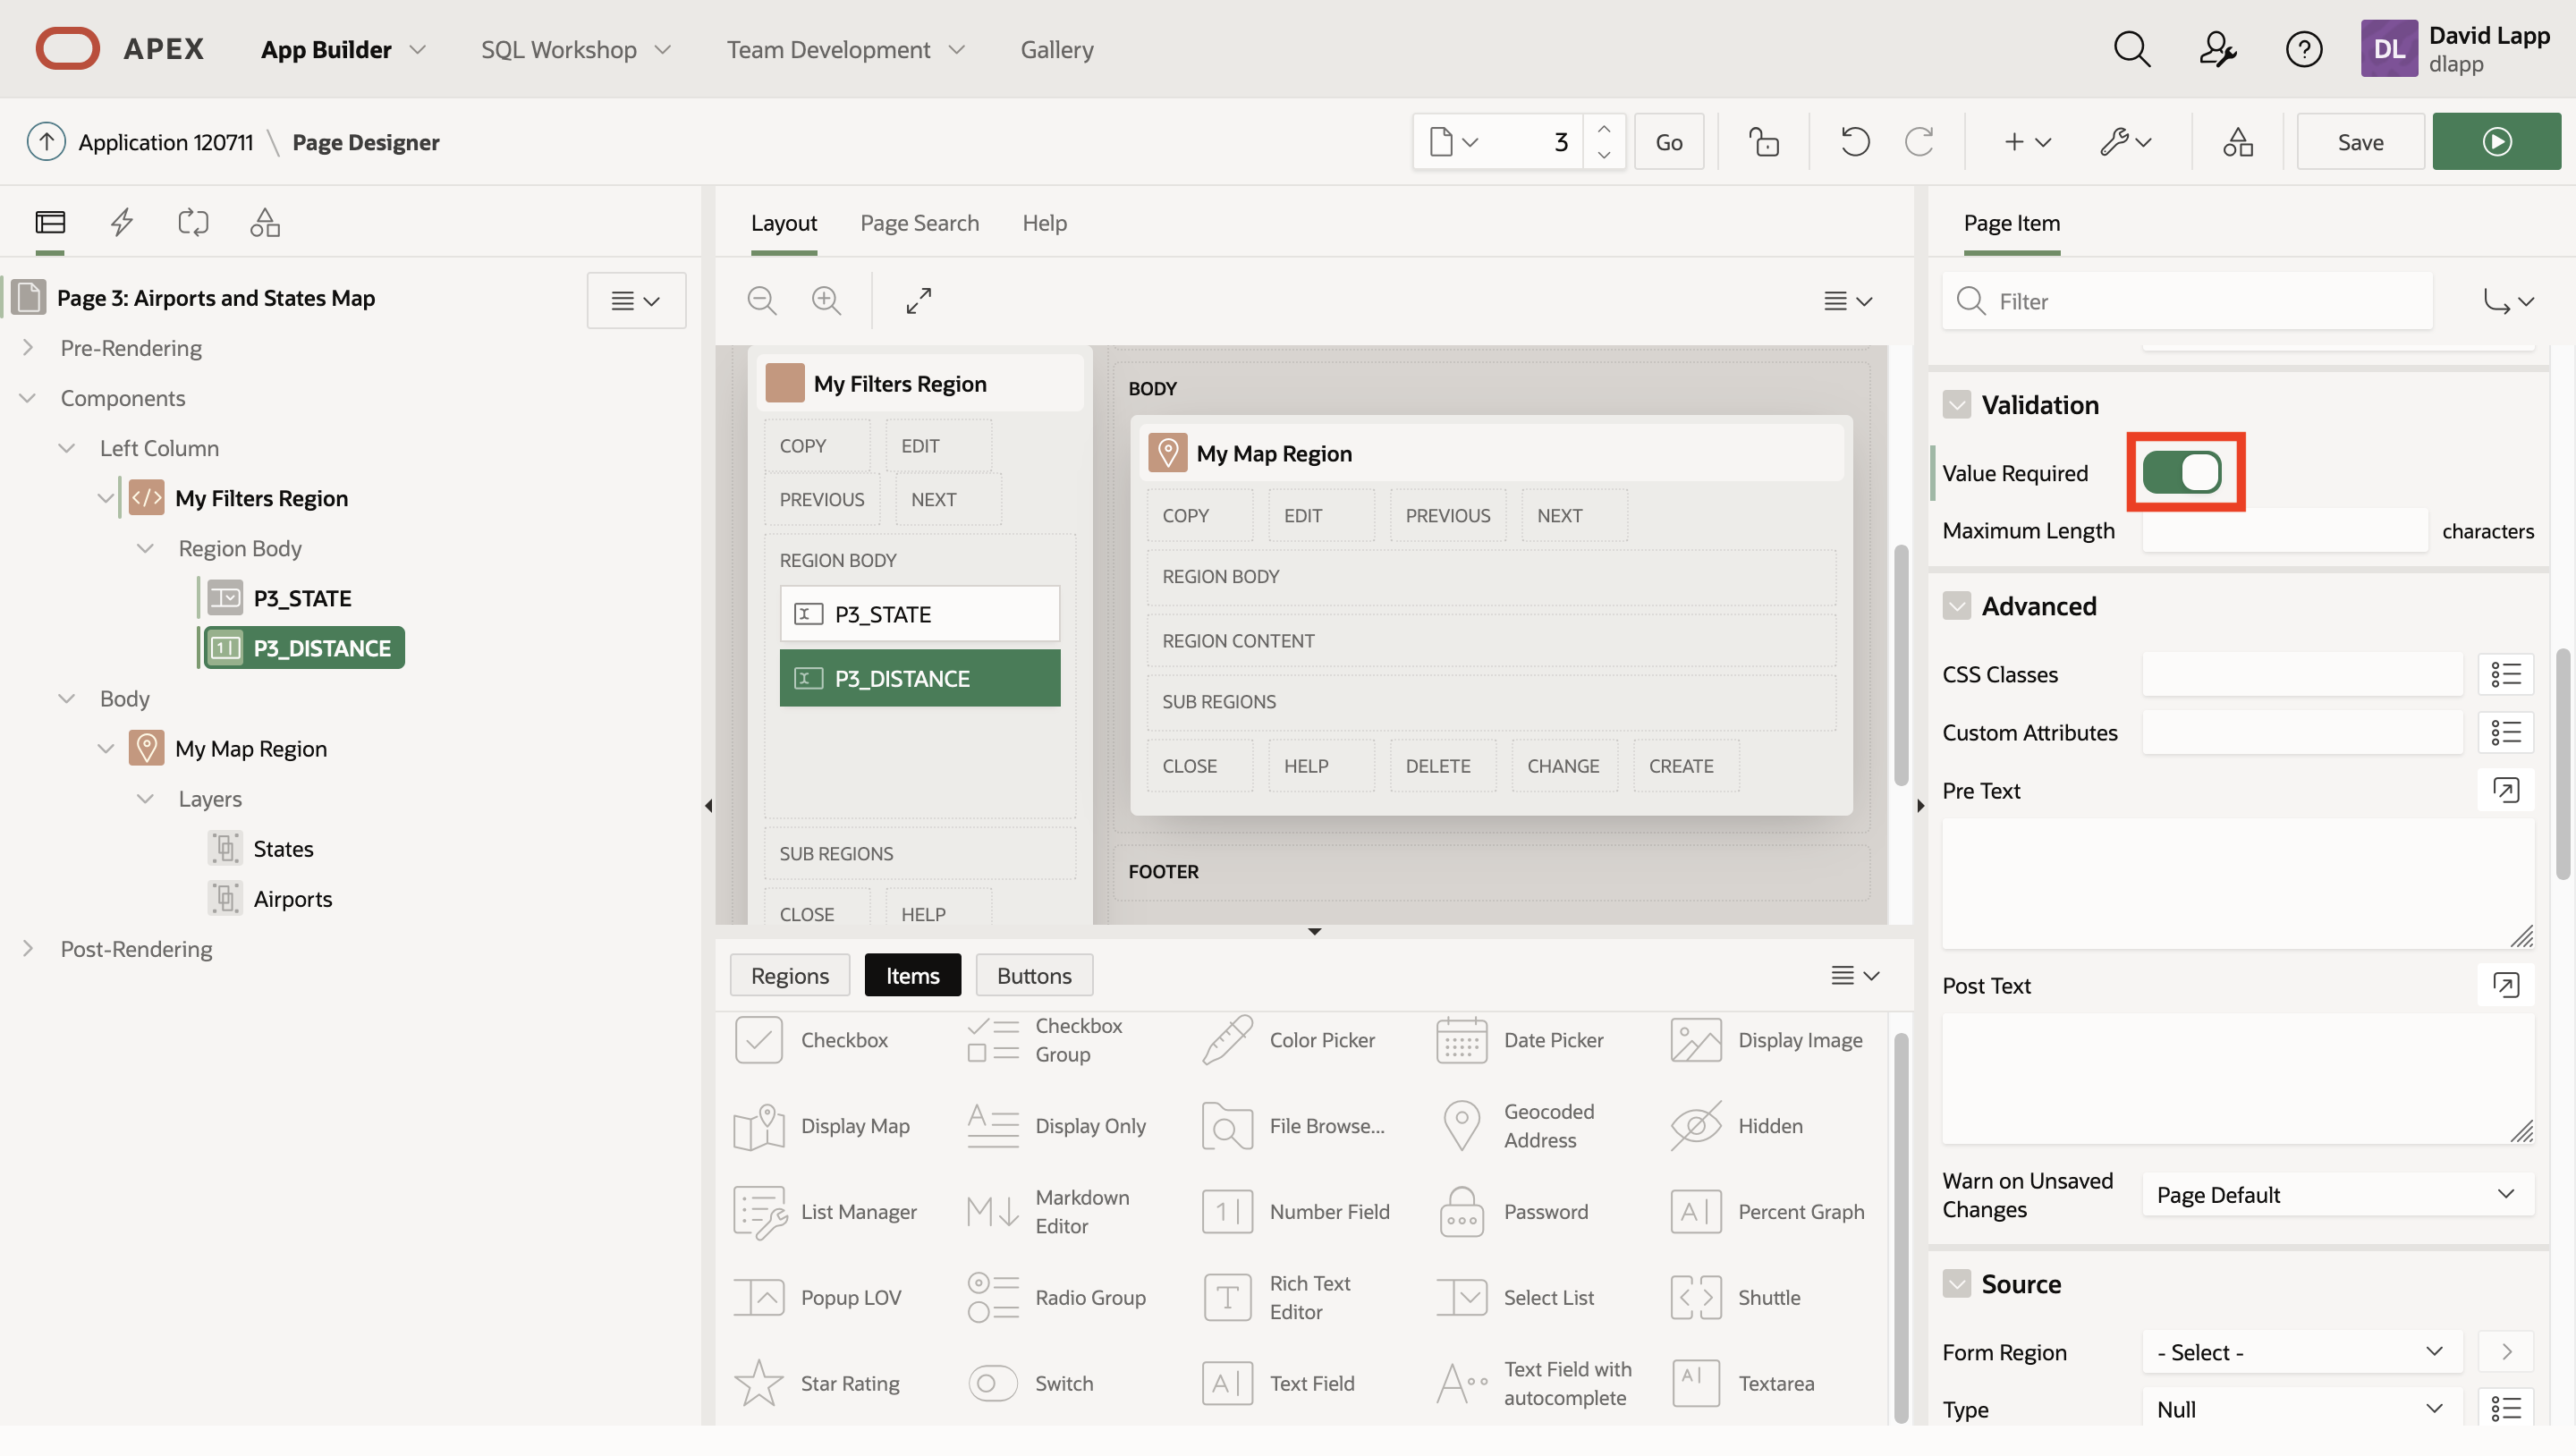 APEX App Builder SQL Workshop Team Development Gallery DL David Lapp
dlapp
Application 120711 \ Page Designer 3 Go Save
Layout Page Search Help
Page Item
Page 3: Airports and States Map
Pre-Rendering
Components
Left Column
My Filters Region
Region Body
P3_STATE
P3_DISTANCE
Body
My Map Region
Layers
States
Airports
Post-Rendering
My Filters Region
COPY EDIT
PREVIOUS NEXT
REGION BODY
P3_STATE
P3_DISTANCE
SUB REGIONS
CLOSE HELP
BODY
My Map Region
COPY EDIT PREVIOUS NEXT
REGION BODY
REGION CONTENT
SUB REGIONS
CLOSE HELP DELETE CHANGE CREATE
FOOTER
Regions Items Buttons
Checkbox
Checkbox
Group
Color Picker
Date Picker
Display Image
Display Map
Display Only
File Browse...
Geocoded
Address
Hidden
List Manager
Markdown
Editor
Number Field
Password
Percent Graph
Popup LOV
Radio Group
Rich Text
Editor
Select List
Shuttle
Star Rating
Switch
Text Field
Text Field with
autocomplete
Textarea
Filter
Validation
Value Required
Maximum Length characters
Advanced
CSS Classes
Custom Attributes
Pre Text
Post Text
Warn on Unsaved
Changes
Page Default
Source
Form Region - Select -
Type Null